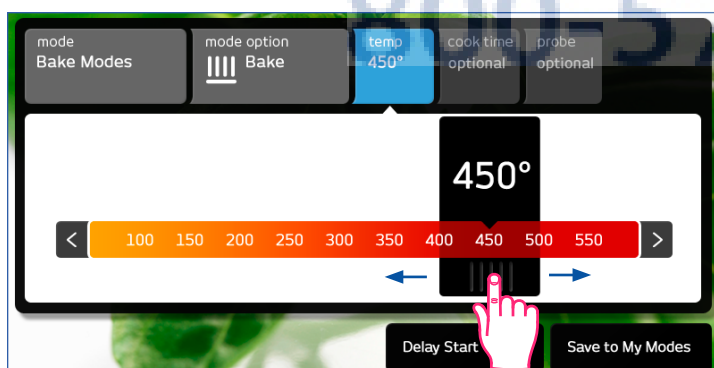 mode
Bake Modes
mode option
Bake
temp
450°
cook time
optional
probe
optional
450°
< 100 150 200 250 300 350 400 450 500 550 >
Delay Start
Save to My Modes